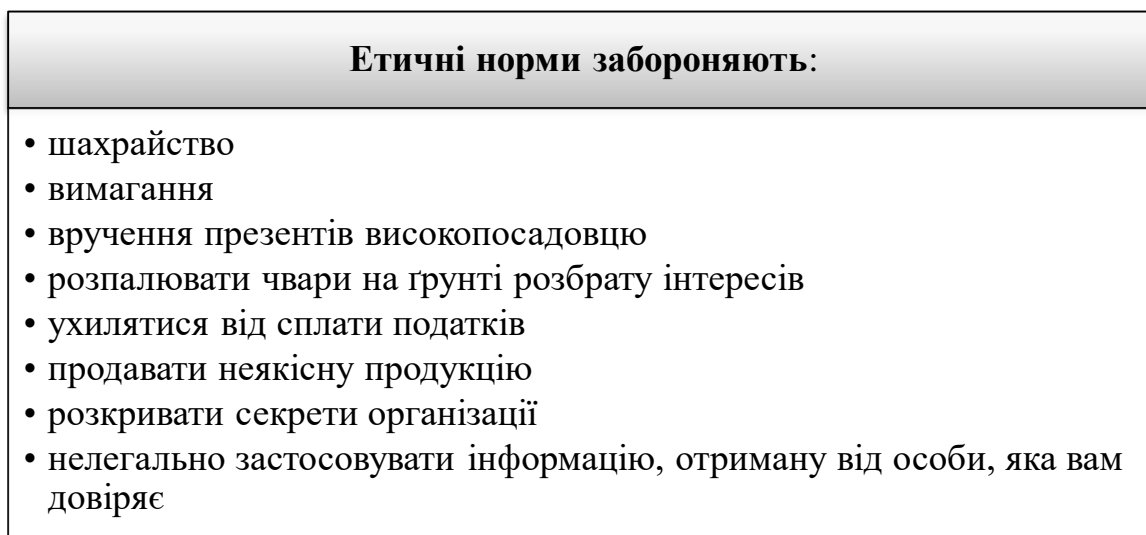 Етичні норми забороняють:
• шахрайство
• вимагання
• вручення презентів високопосадовцю
• розпалювати чвари на ґрунті розбрату інтересів
• ухилятися від сплати податків
• продавати неякісну продукцію
• розкривати секрети організації
• нелегально застосовувати інформацію, отриману від особи, яка вам
довіряє